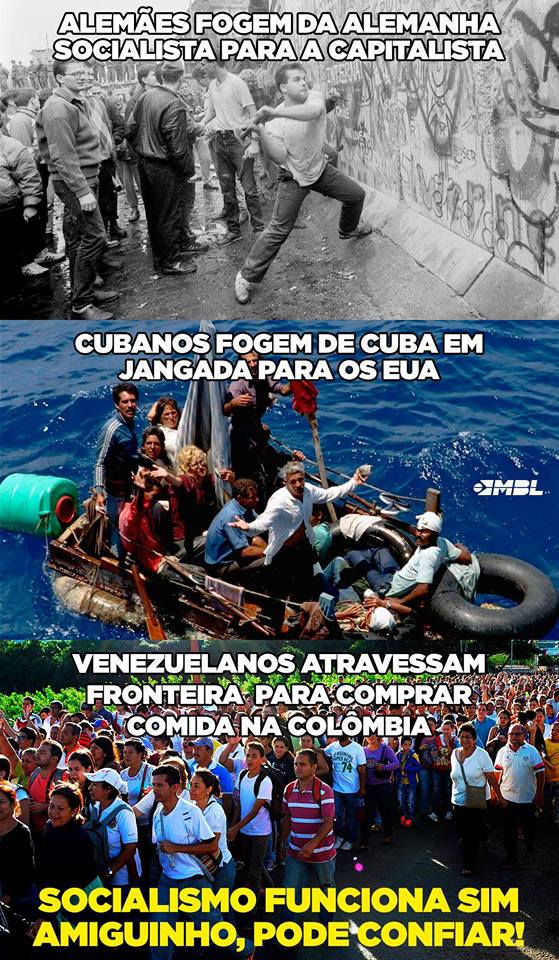 ALEMÃES FOGEM DA ALEMANHA
SOCIALISTA PARA A CAPITALISTA
CUBANOS FOGEM DE CUBA EM
JANGADA PARA OS EUA
MBL
VENEZUELANOS ATRAVESSAM
FRONTEIRA PARA COMPRAR
COMIDA NA COLÔMBIA
74
SOCIALISMO FUNCIONA SIM
AMIGUINHO, PODE CONFIAR!